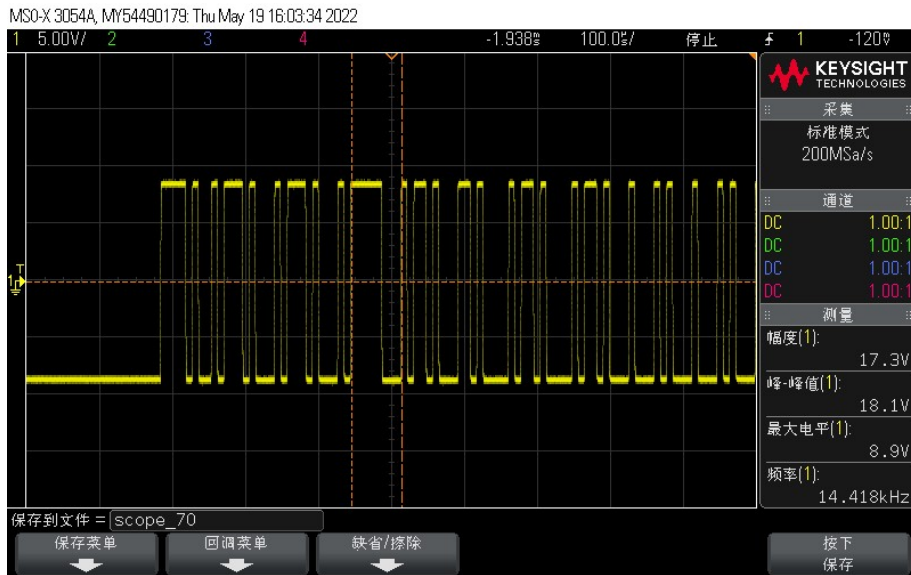 MSO-X 3054A, MY54490179: Thu May 19 16:03:34 2022
1 5.00V/ 2 3 4 -1.938ms 100.0us/ 停止 1 -120V
KEYSIGHT
TECHNOLOGIES
采集
标准模式
200MSa/s
通道
DC 1.00:1
DC 1.00:1
DC 1.00:1
DC 1.00:1
测量
幅度(1):
17.3V
峰-峰值(1):
18.1V
最大电平(1):
8.9V
频率(1):
14.418kHz
T
1
保存到文件 = scope_70
保存菜单 回调菜单 缺省/擦除 按下
保存